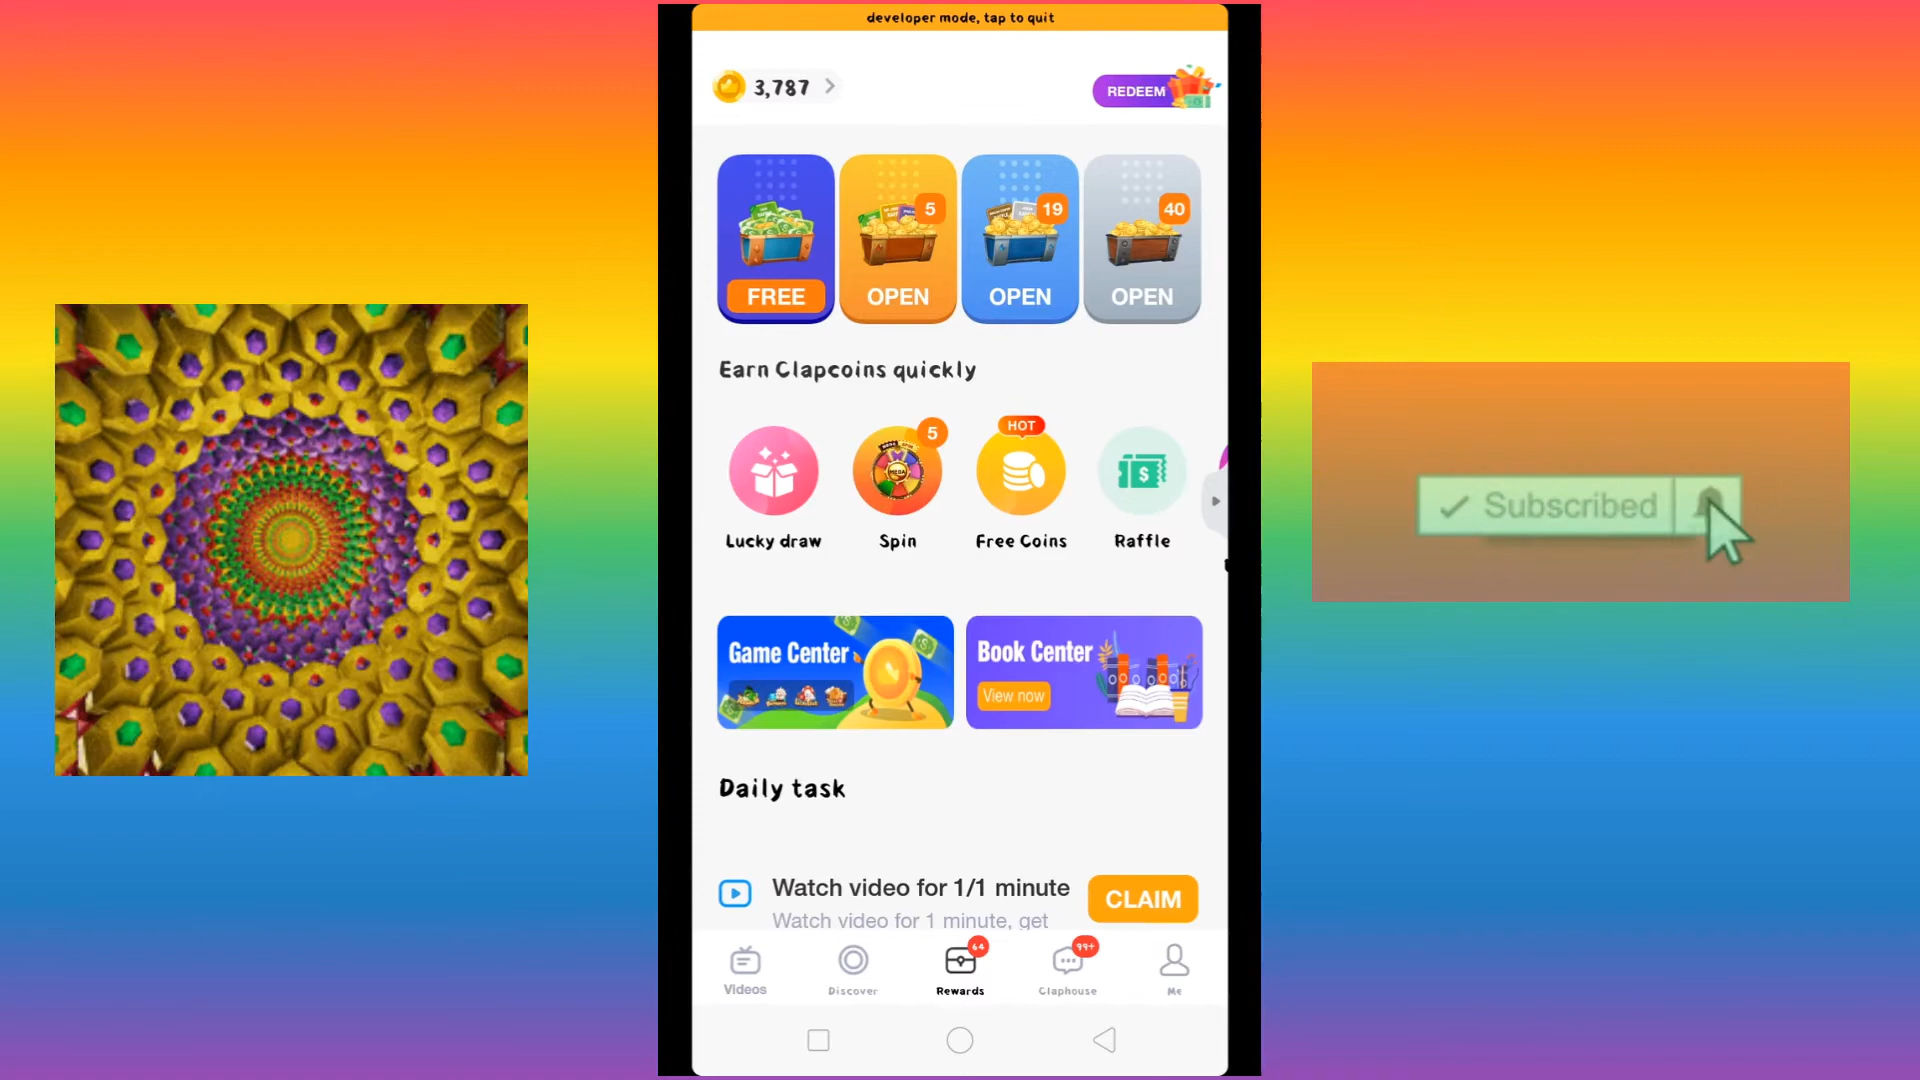 developer mode, tap to quit
3,787
REDEEM
5
19
40
FREE
OPEN
OPEN
OPEN
Earn Clapcoins quickly
HOT
5
Lucky draw
Spin
Free Coins
Raffle
Game Center
Book Center
View now
Subscribed
Daily task
Watch video for 1/1 minute
CLAIM
Watch video for 1 minute, get
64
99+
Videos
Discover
Rewards
Claphouse
Me